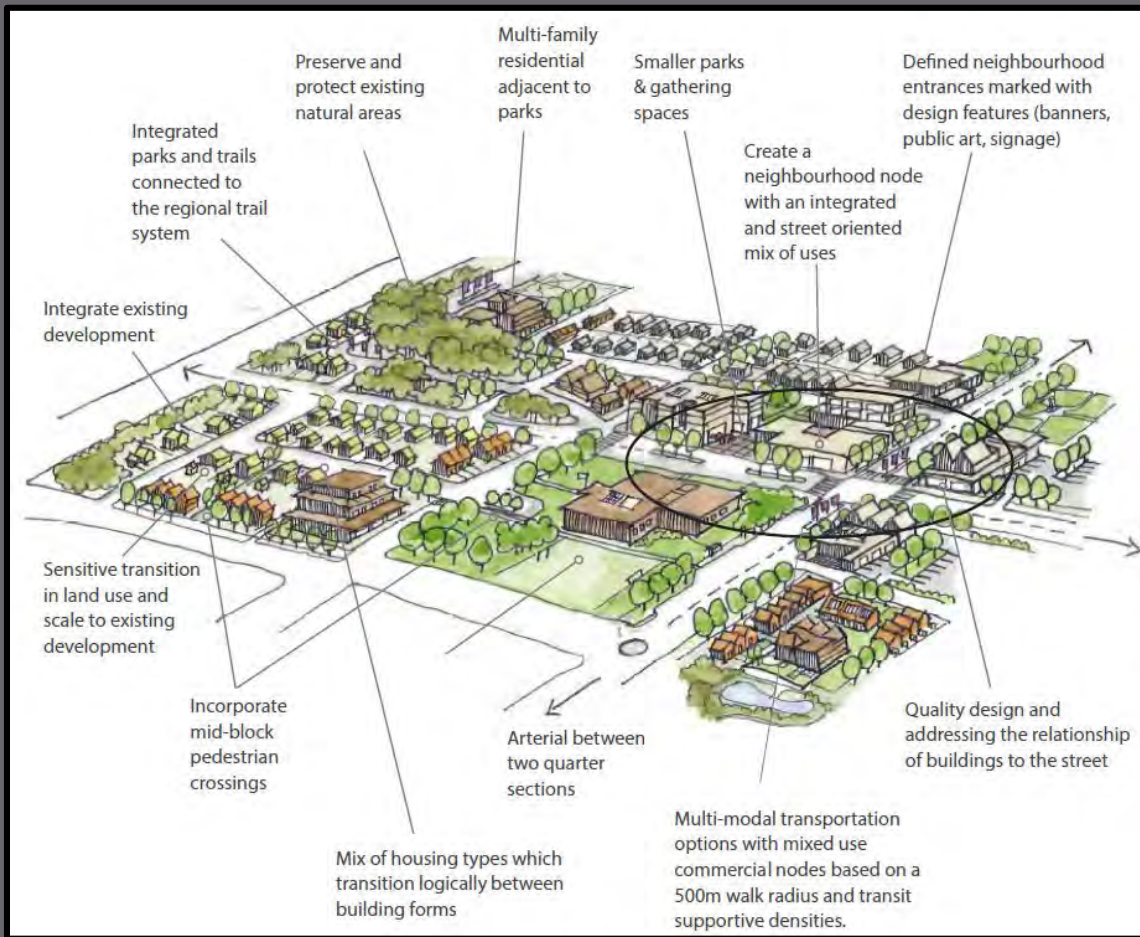 Multi-family
residential
adjacent to
parks
Preserve and
protect existing
natural areas
Smaller parks
& gathering
spaces
Defined neighbourhood
entrances marked with
design features (banners,
public art, signage)
Integrated
parks and trails
connected to
the regional trail
system
Create a
neighbourhood node
with an integrated
and street oriented
mix of uses
Integrate existing
development
Sensitive transition
in land use and
scale to existing
development
Incorporate
mid-block
pedestrian
crossings
Arterial between
two quarter
sections
Quality design and
addressing the relationship
of buildings to the street
Mix of housing types which
transition logically between
building forms
Multi-modal transportation
options with mixed use
commercial nodes based on a
500m walk radius and transit
supportive densities.